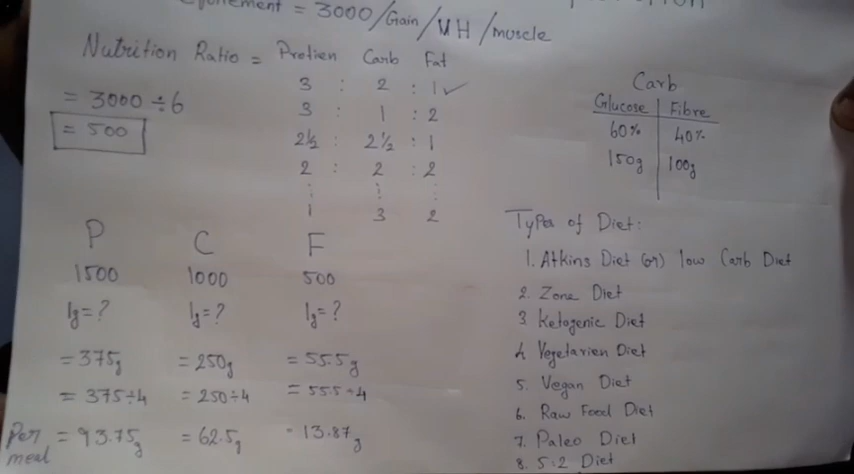 = 3000/Gain/MH/muscle
Nutrition Ratio = Protien Carb Fat
3 : 2 : 1 ✓
= 3000 ÷ 6
3 : 1 : 2
= 500
2½ : 2½ : 1
2 : 2 : 2
⋮ ⋮ ⋮
1 3 2
Carb
Glucose Fibre
60% 40%
150g 100g
P C F
1500 1000 500
1g=? 1g=? 1g=?
= 375g = 250g = 55.5g
= 375÷4 = 250÷4 = 55.5÷4
Per meal = 93.75g = 62.5g - 13.87g
Types of Diet:
1. Atkins Diet (or) low Carb Diet
2. Zone Diet
3 Ketogenic Diet
4 Vegetarien Diet
5. Vegan Diet
6. Raw Food Diet
7. Paleo Diet
8. 5:2 Diet